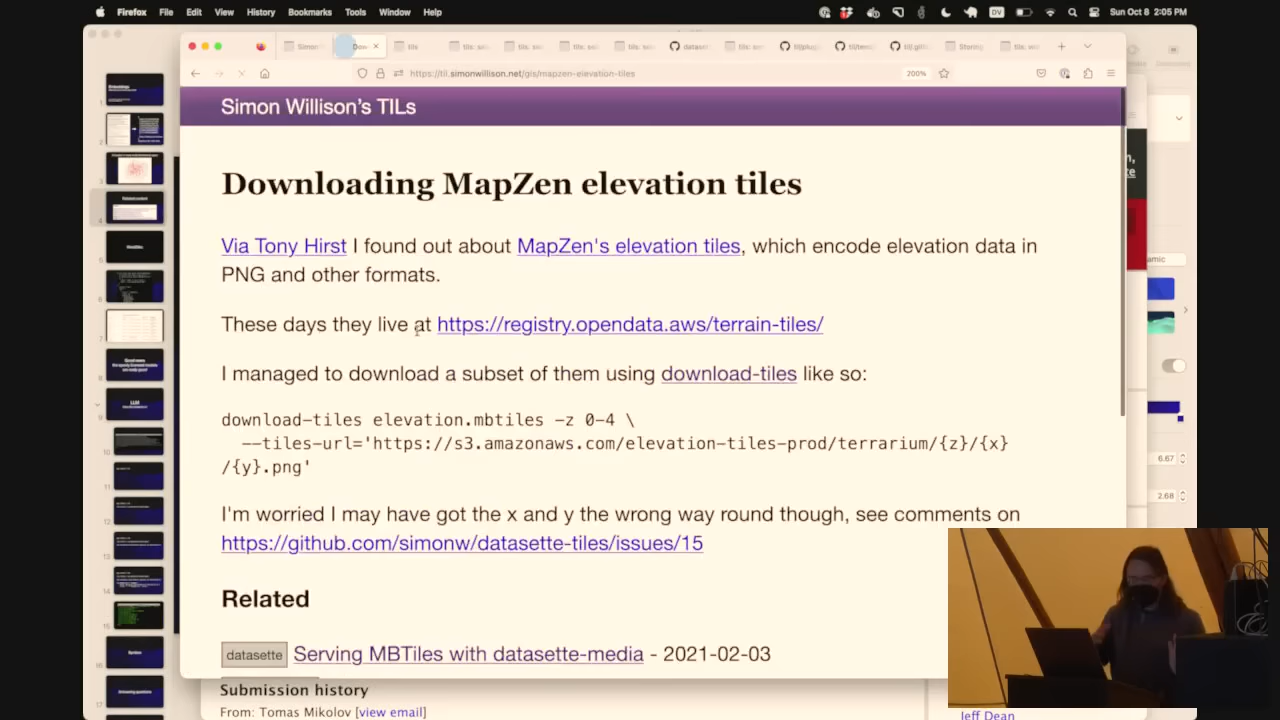 Firefox File Edit View History Bookmarks Tools Window Help
Sun Oct 8 2:05 PM
https://til.simonwillison.net/gis/mapzen-elevation-tiles
200%
Simon Willison's TILs
Downloading MapZen elevation tiles
Via Tony Hirst I found out about MapZen's elevation tiles, which encode elevation data in
PNG and other formats.
These days they live at https://registry.opendata.aws/terrain-tiles/
I managed to download a subset of them using download-tiles like so:
download-tiles elevation.mbtiles -z 0-4 \
--tiles-url='https://s3.amazonaws.com/elevation-tiles-prod/terrarium/{z}/{x}
/{y}.png'
I'm worried I may have got the x and y the wrong way round though, see comments on
https://github.com/simonw/datasette-tiles/issues/15
Related
datasette Serving MBTiles with datasette-media - 2021-02-03
Submission history
From: Tomas Mikolov [view email]
Jeff Dean
6.67
2.68